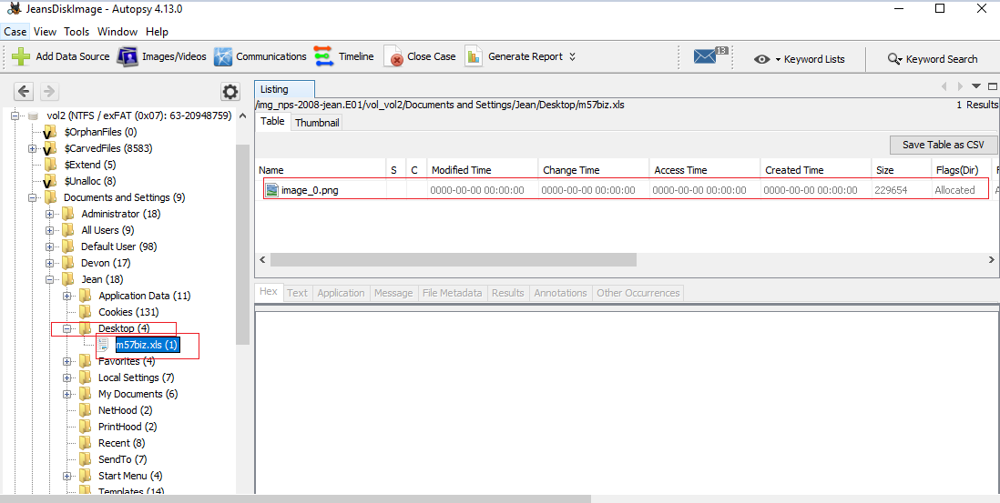 JeansDiskImage - Autopsy 4.13.0
Case View Tools Window Help
Add Data Source Images/Videos Communications Timeline Close Case Generate Report 13 Keyword Lists Keyword Search
Listing
/img_nps-2008-jean.E01/vol_vol2/Documents and Settings/Jean/Desktop/m57biz.xls
1 Results
Table Thumbnail
Save Table as CSV
Name S C Modified Time Change Time Access Time Created Time Size Flags(Dir) F
image_0.png 0000-00-00 00:00:00 0000-00-00 00:00:00 0000-00-00 00:00:00 0000-00-00 00:00:00 229654 Allocated A
Hex Text Application Message File Metadata Results Annotations Other Occurrences
vol2 (NTFS / exFAT (0x07): 63-20948759)
$OrphanFiles (0)
$CarvedFiles (8583)
$Extend (5)
$Unalloc (8)
Documents and Settings (9)
Administrator (18)
All Users (9)
Default User (98)
Devon (17)
Jean (18)
Application Data (11)
Cookies (131)
Desktop (4)
m57biz.xls (1)
Favorites (4)
Local Settings (7)
My Documents (6)
NetHood (2)
PrintHood (2)
Recent (8)
SendTo (7)
Start Menu (4)
Templates (14)